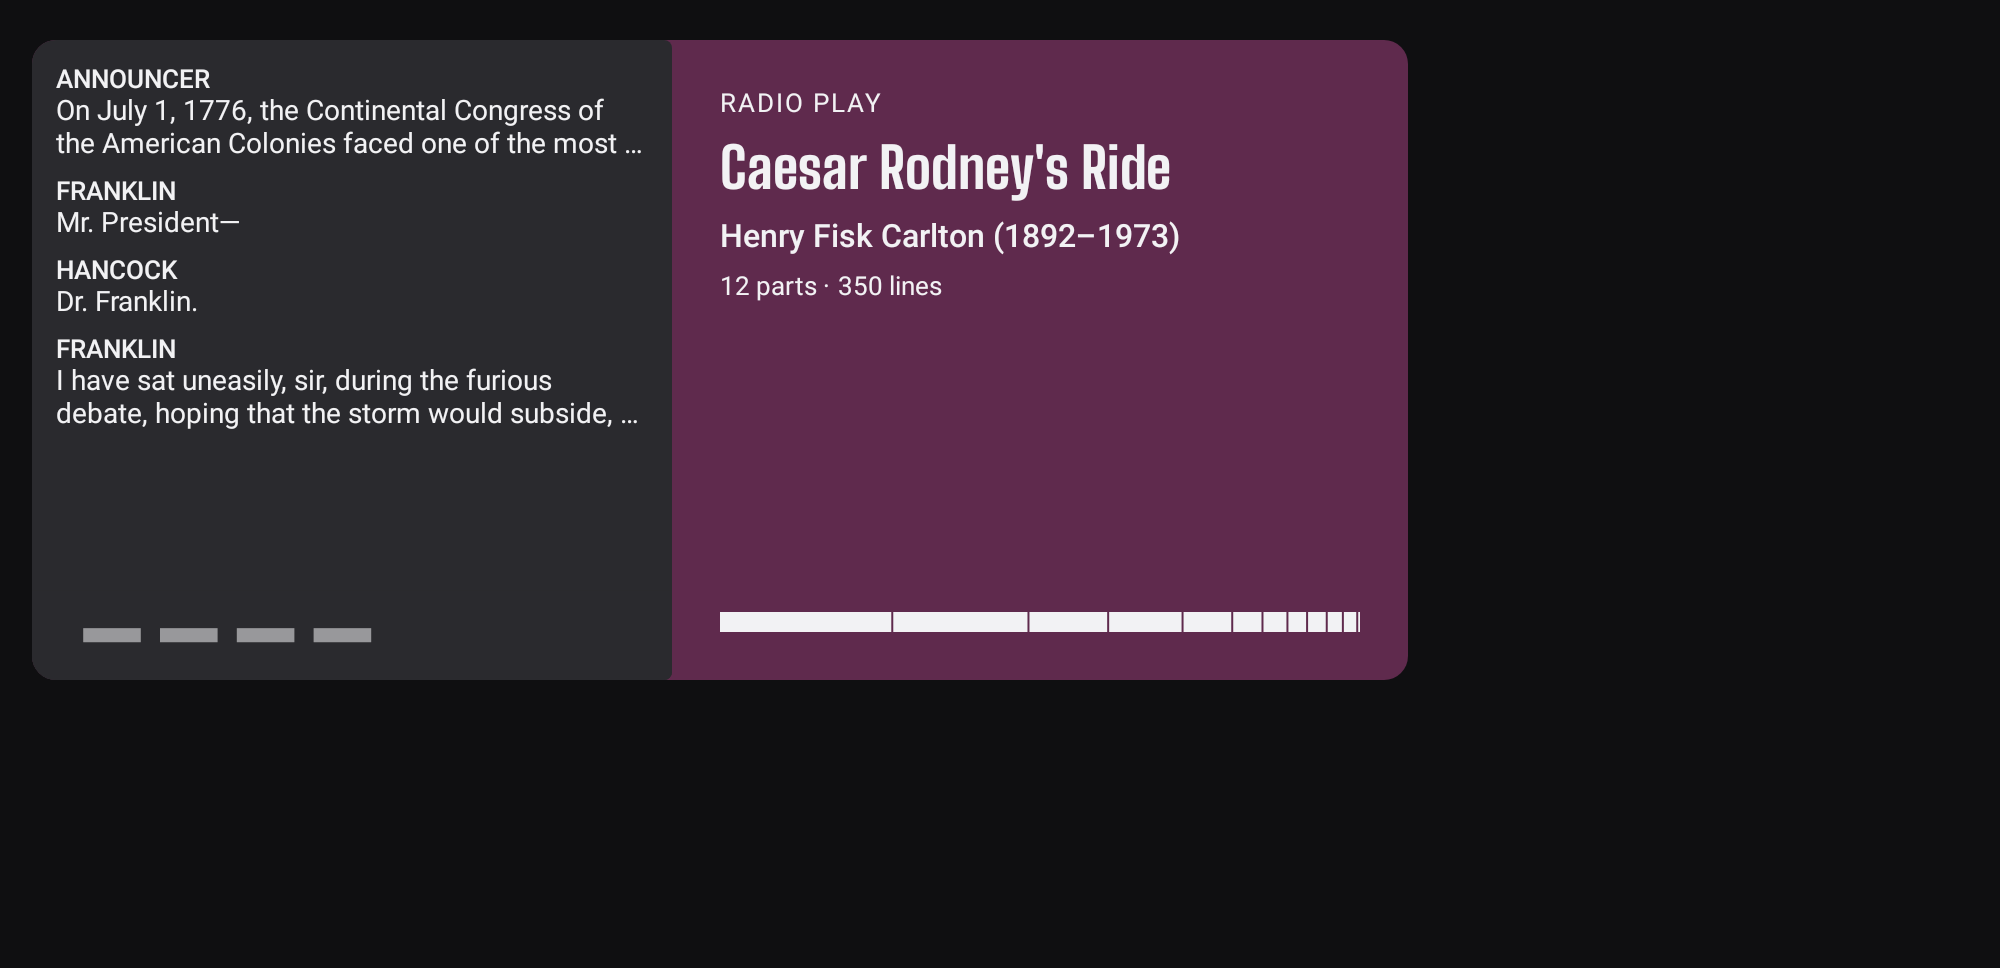 ANNOUNCER
On July 1, 1776, the Continental Congress of
the American Colonies faced one of the most …
FRANKLIN
Mr. President—
HANCOCK
Dr. Franklin.
FRANKLIN
I have sat uneasily, sir, during the furious
debate, hoping that the storm would subside, …
RADIO PLAY
Caesar Rodney's Ride
Henry Fisk Carlton (1892–1973)
12 parts · 350 lines